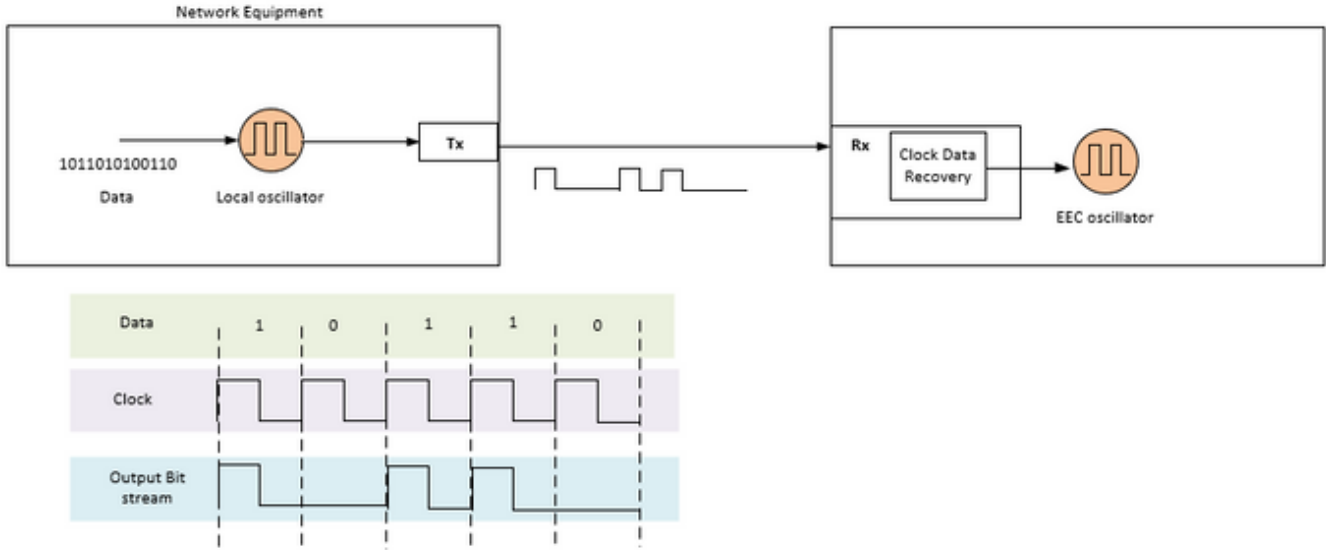 Network Equipment
1011010100110
Data
Local oscillator
Tx
Rx
Clock Data
Recovery
EEC oscillator
Data 1 0 1 1 0
Clock
Output Bit
stream